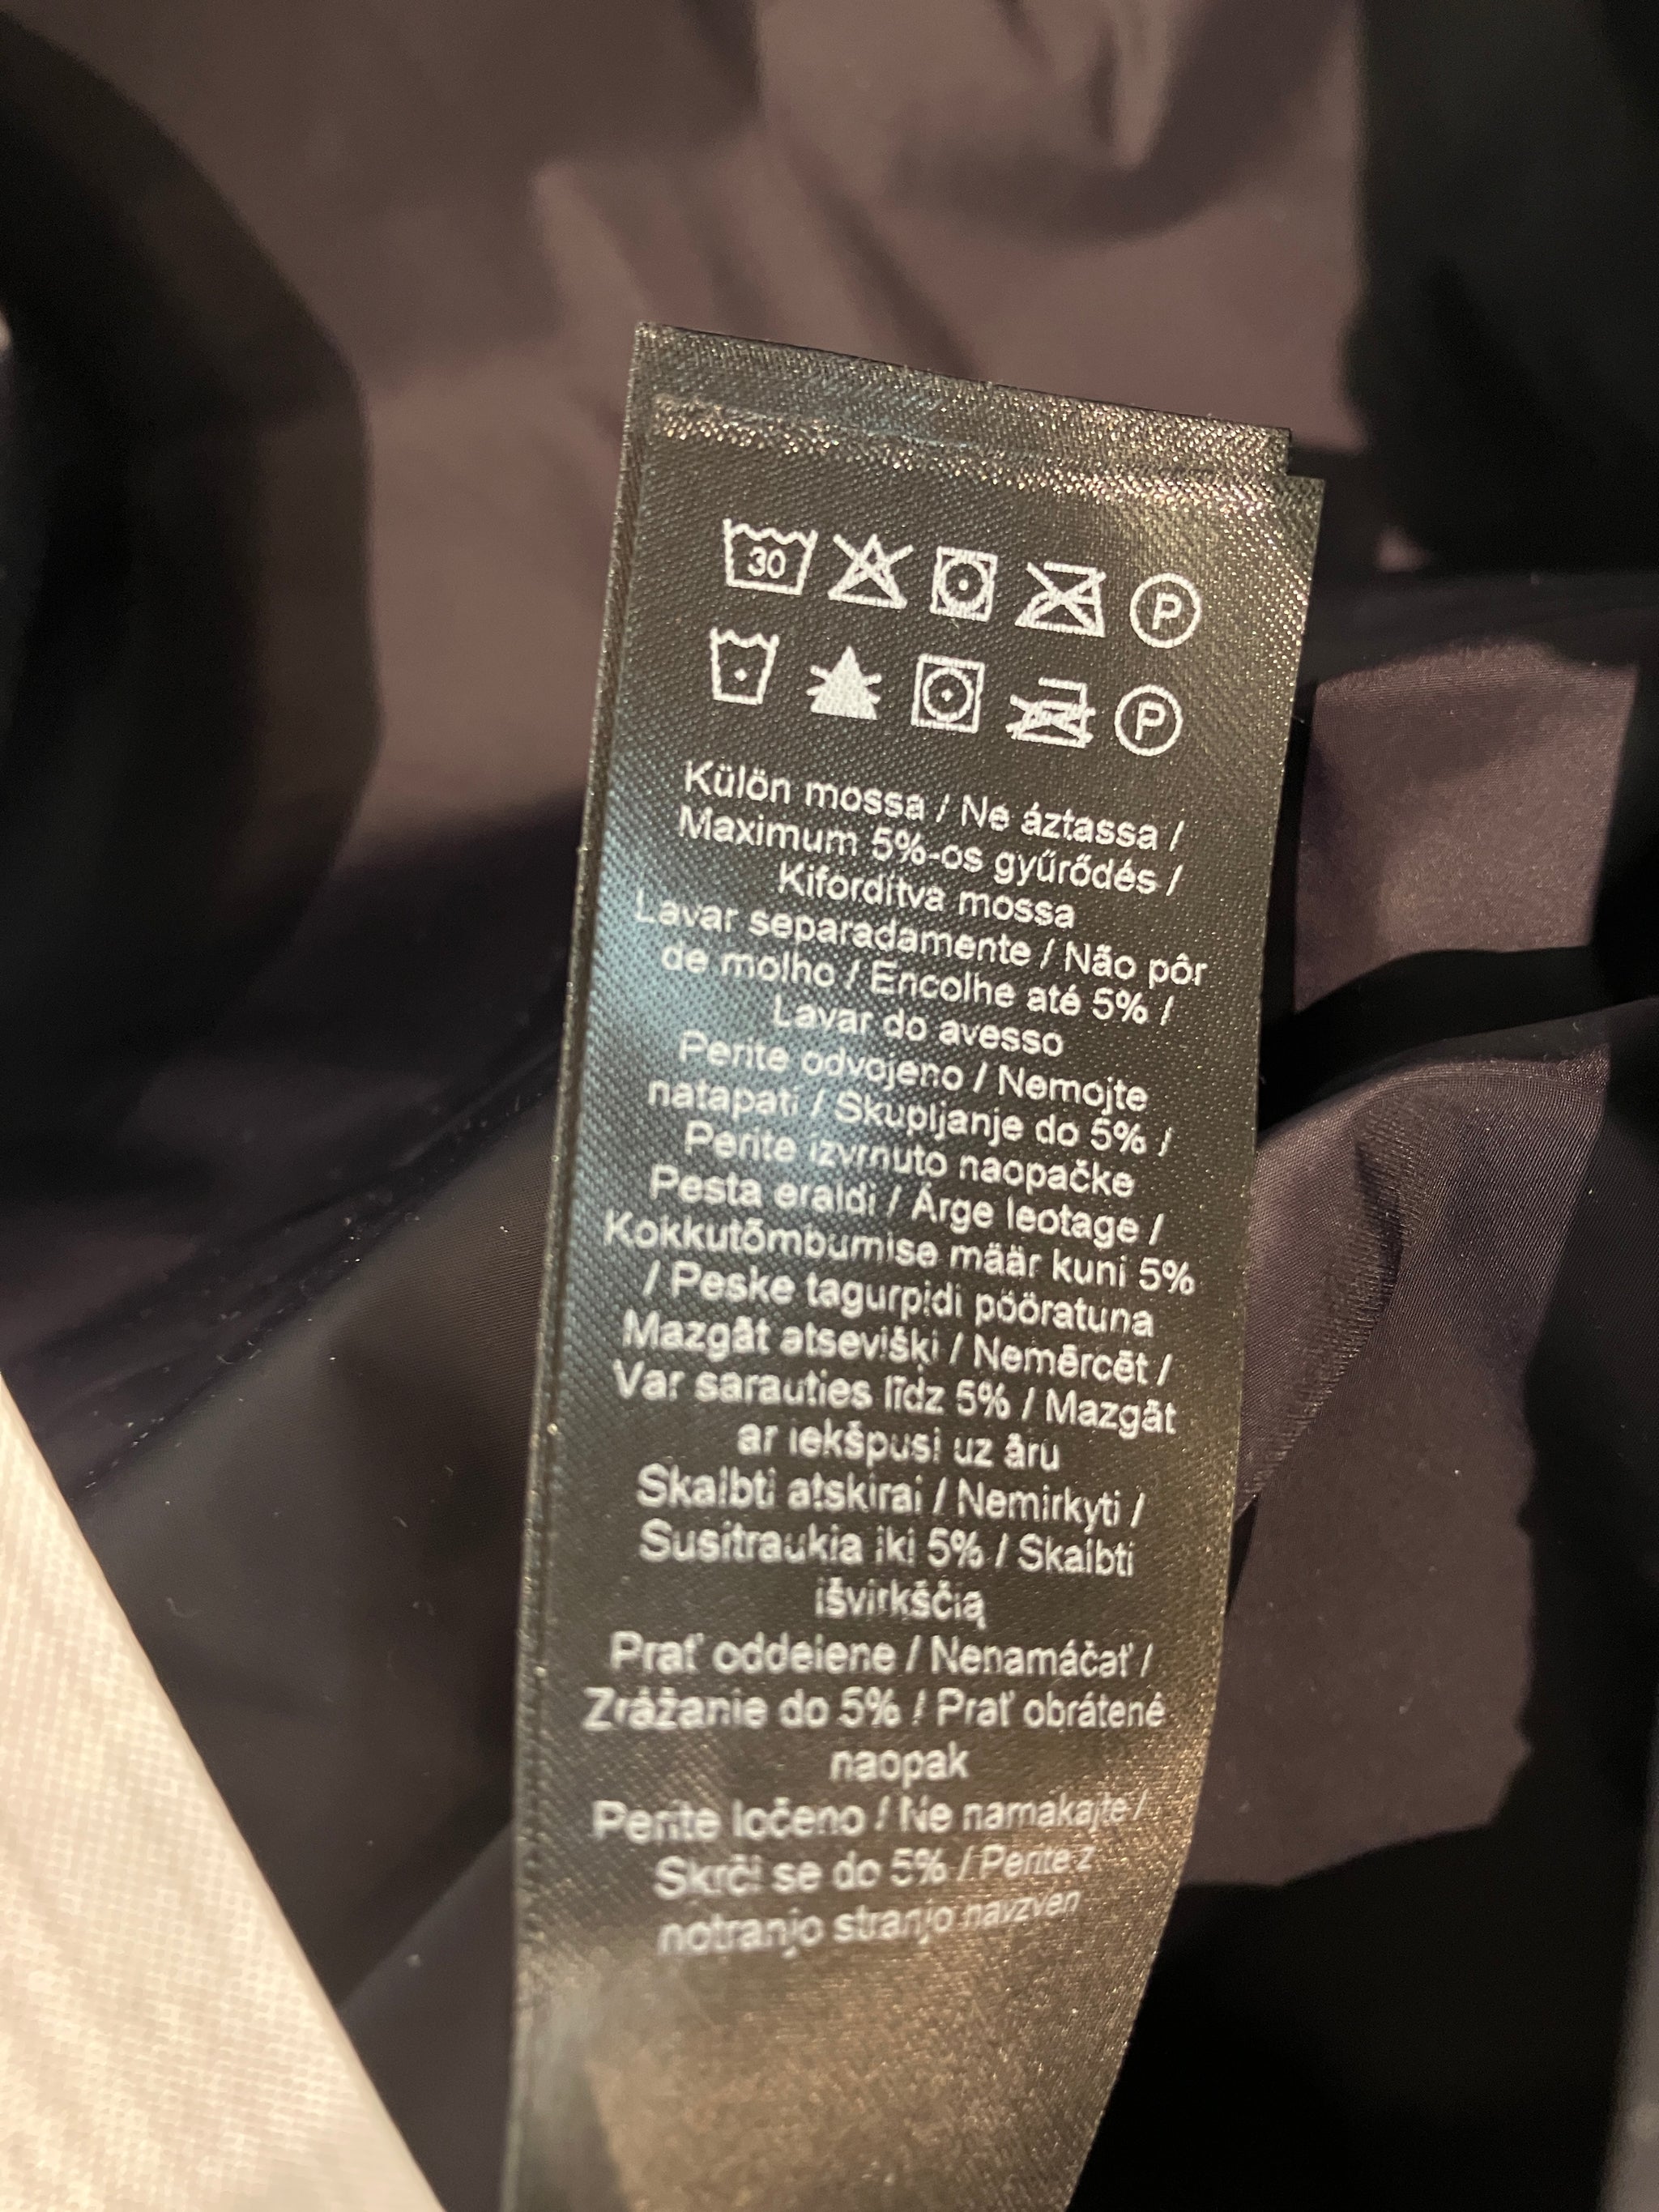 30
P
P
Külön mossa / Ne áztassa /
Maximum 5%-os gyűrődés /
Kifordítva mossa
Lavar separadamente / Não pôr
de molho / Encolhe até 5% /
Lavar do avesso
Perite odvojeno / Nemojte
natapati / Skupljanje do 5% /
Perite izvrnuto naopačke
Pesta eraldi / Ärge leotage /
Kokkutõmbumise määr kuni 5%
/ Peske tagurpidi pööratuna
Mazgāt atsevišķi / Nemērcēt /
Var sarauties līdz 5% / Mazgāt
ar iekšpusi uz āru
Skalbti atskirai / Nemirkyti /
Susitraukia iki 5% / Skalbti
išvirkščią
Prať oddelene / Nenamáčať /
Zrážanie do 5% / Prať obrátené
naopak
Perite ločeno / Ne namakajte /
Skrči se do 5% / Perite z
notranjo stranjo navzven